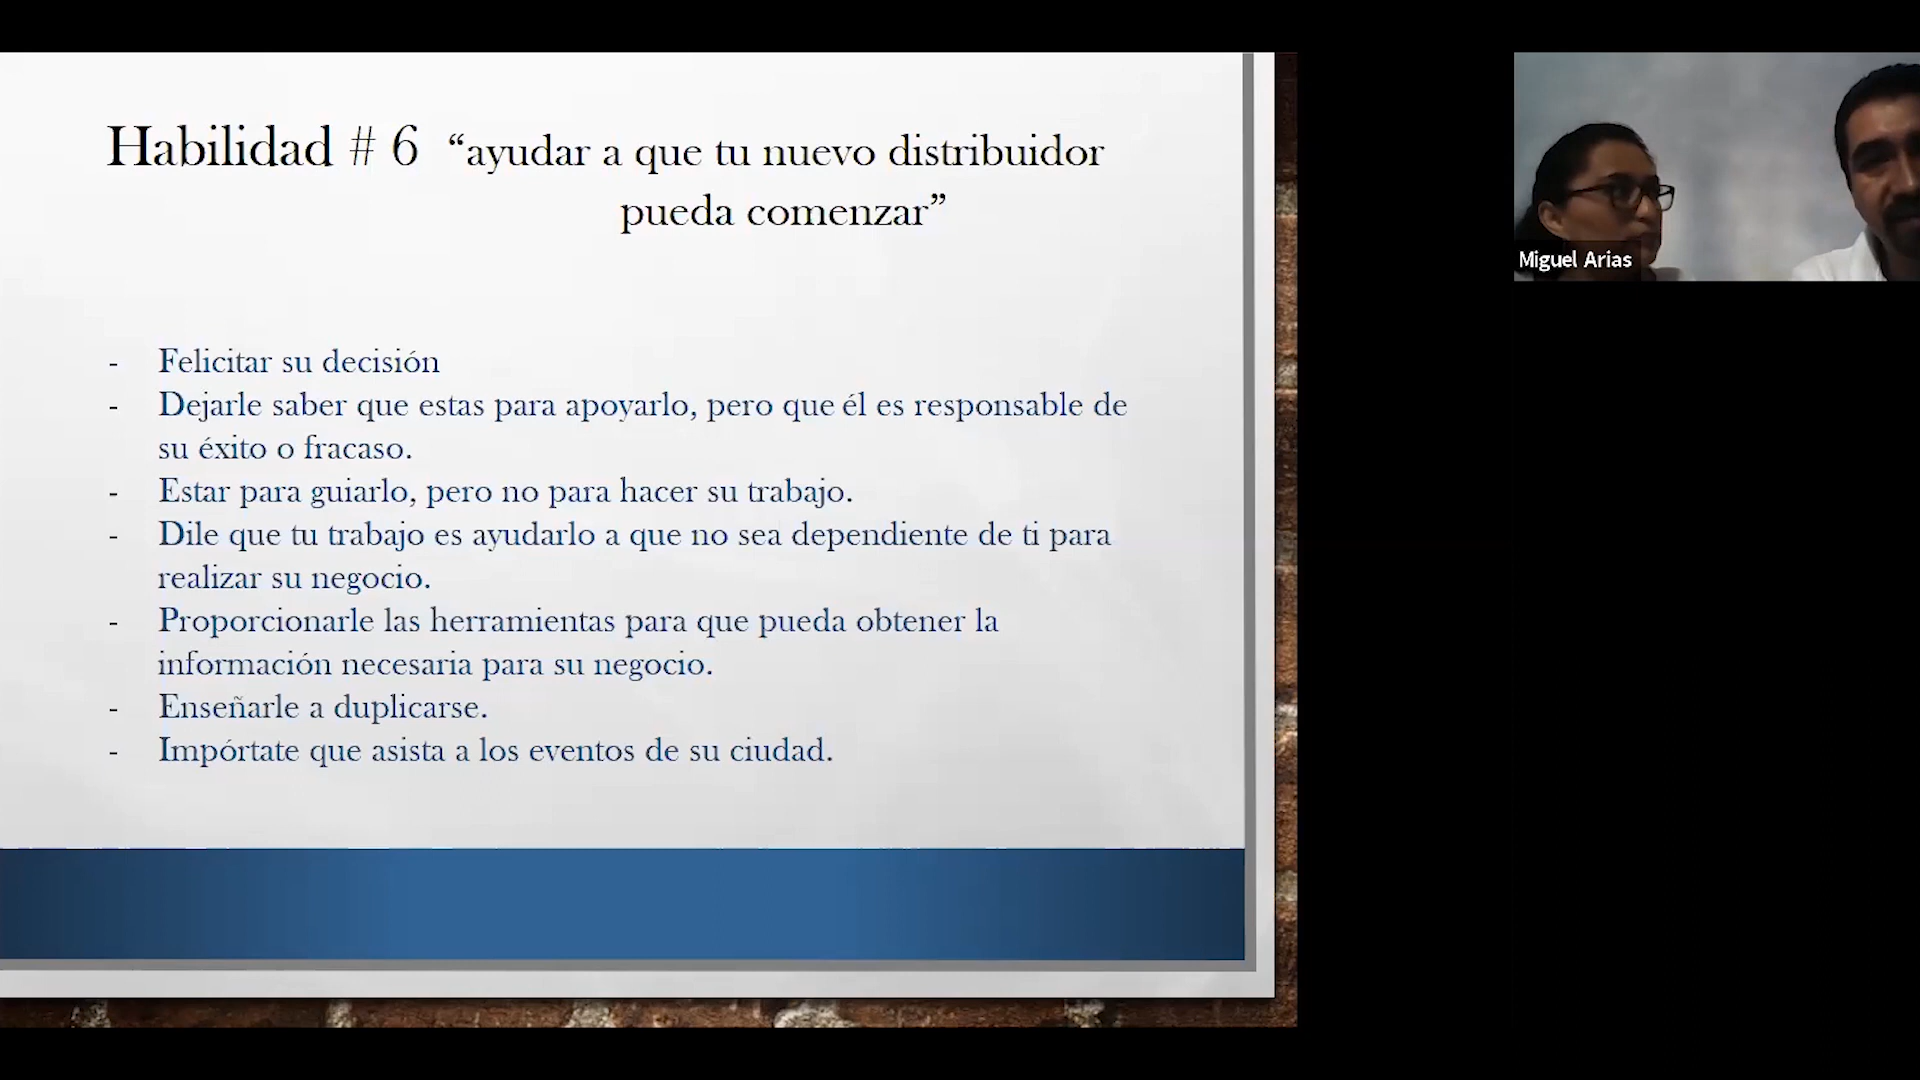 Habilidad # 6 “ayudar a que tu nuevo distribuidor
pueda comenzar”
- Felicitar su decisión
- Dejarle saber que estas para apoyarlo, pero que él es responsable de
su éxito o fracaso.
- Estar para guiarlo, pero no para hacer su trabajo.
- Dile que tu trabajo es ayudarlo a que no sea dependiente de ti para
realizar su negocio.
- Proporcionarle las herramientas para que pueda obtener la
información necesaria para su negocio.
- Enseñarle a duplicarse.
- Impórtate que asista a los eventos de su ciudad.
Miguel Arias